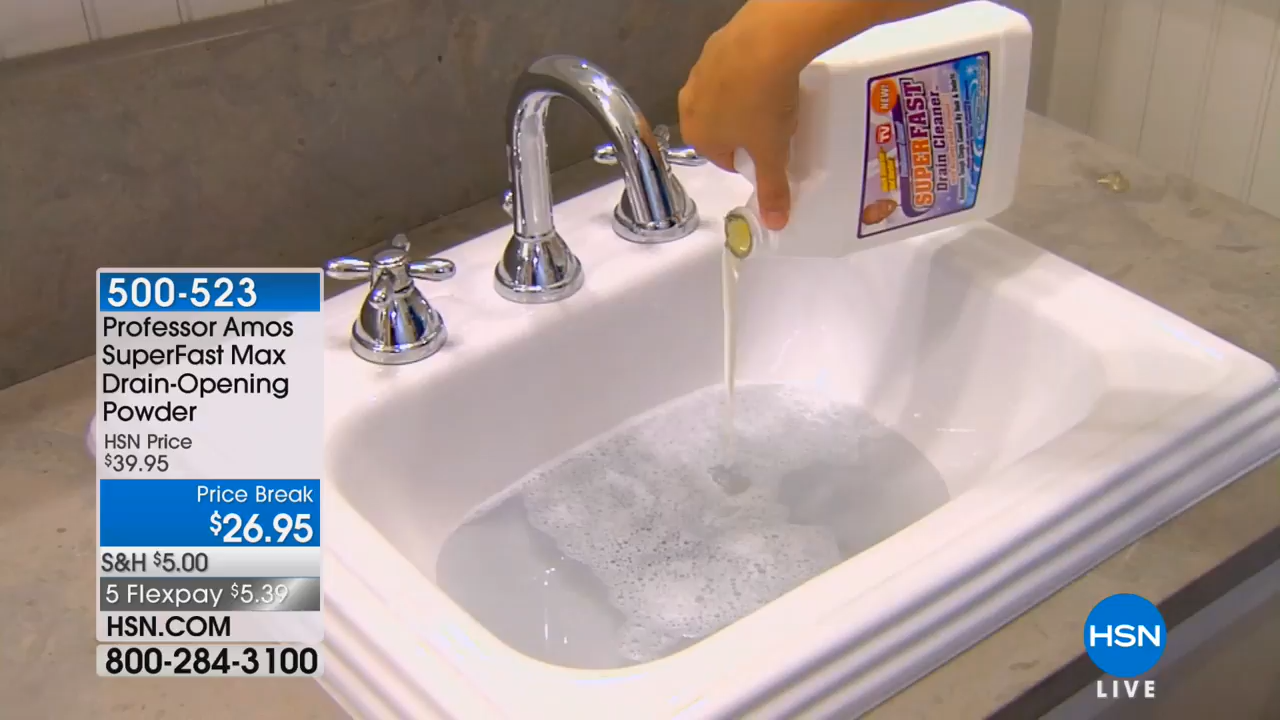 500-523
Professor Amos
SuperFast Max
Drain-Opening
Powder
HSN Price
$39.95
Price Break
$26.95
S&H $5.00
5 Flexpay $5.39
HSN.COM
800-284-3100
NEW!
TV
SUPERFAST
Drain Cleaner
HSN
LIVE